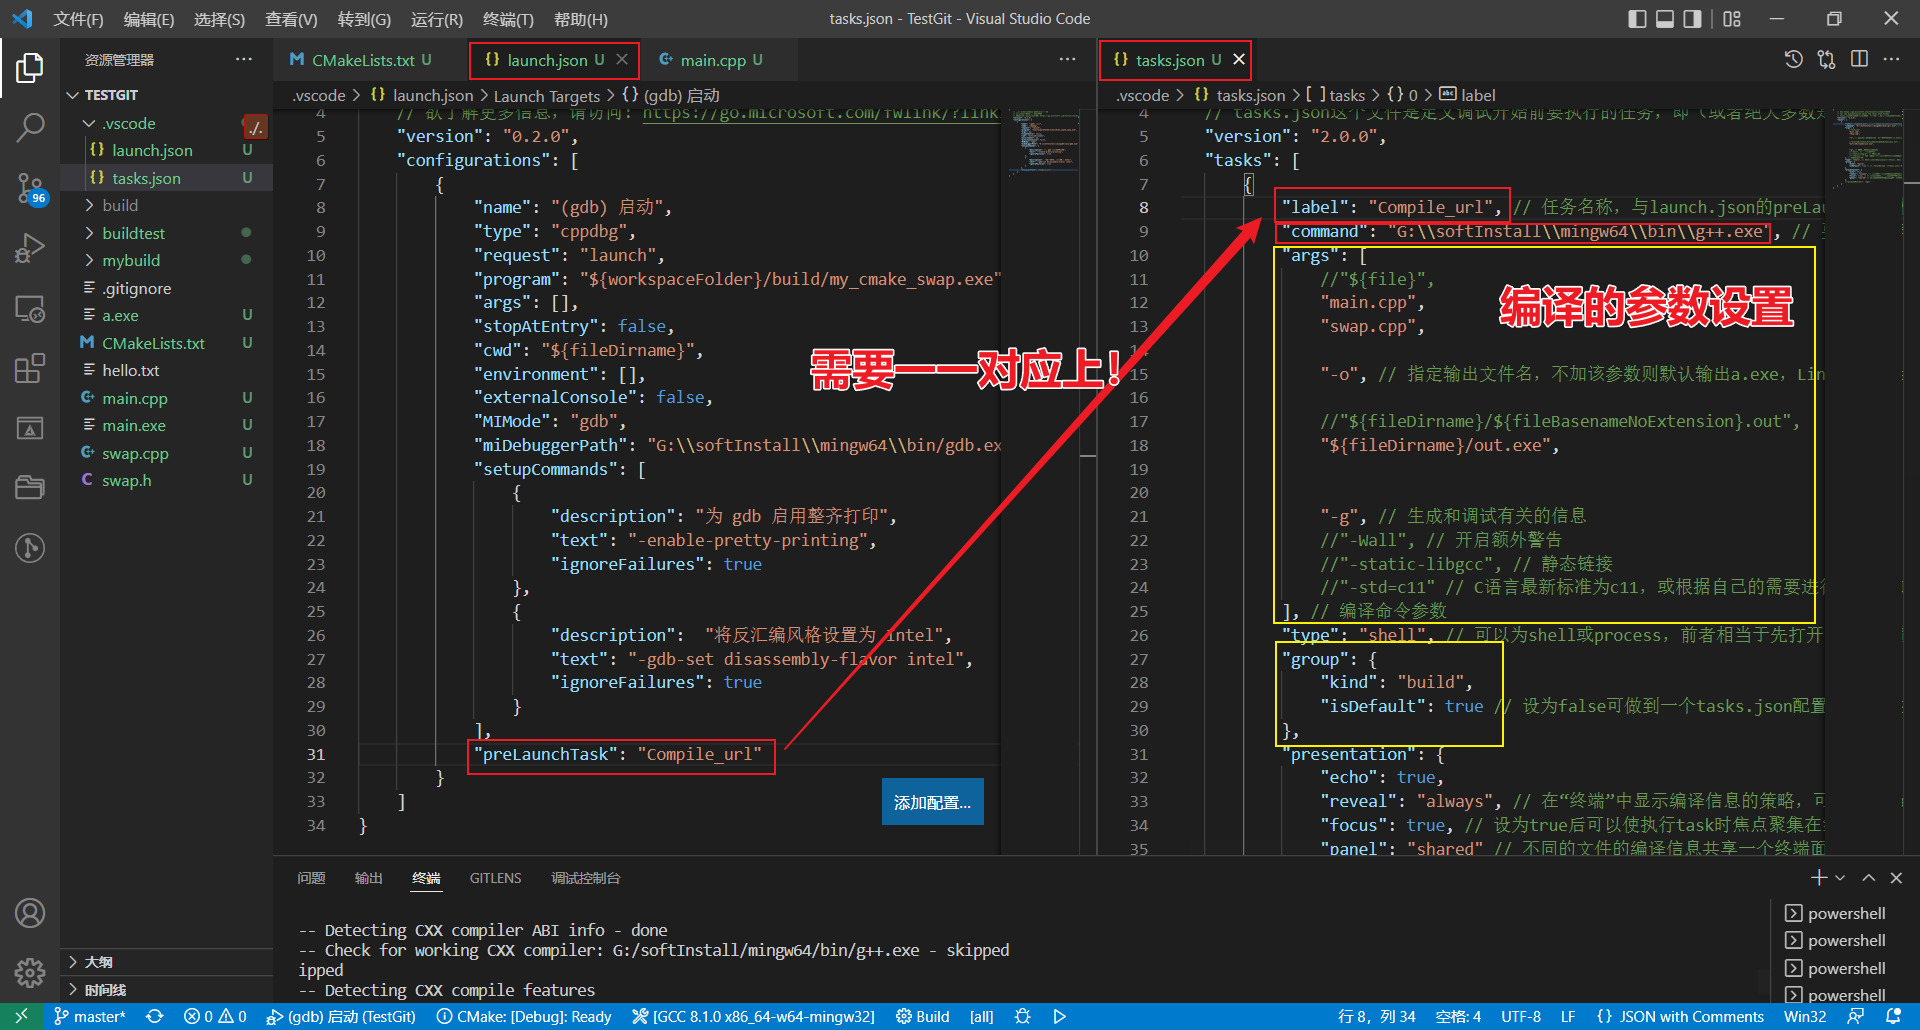 文件(F) 编辑(E) 选择(S) 查看(V) 转到(G) 运行(R) 终端(T) 帮助(H)
tasks.json - TestGit - Visual Studio Code
资源管理器
TESTGIT
.vscode
./.
launch.json U
tasks.json U
build
buildtest
mybuild
.gitignore
a.exe U
CMakeLists.txt U
hello.txt
main.cpp U
main.exe U
swap.cpp U
swap.h U
大纲
时间线
96
CMakeLists.txt U
launch.json U
main.cpp U
.vscode > launch.json > Launch Targets > {} (gdb) 启动
4 // 欲了解更多信息，请访问: https://go.microsoft.com/fwlink/?link
5 "version": "0.2.0",
6 "configurations": [
7 {
8 "name": "(gdb) 启动",
9 "type": "cppdbg",
10 "request": "launch",
11 "program": "${workspaceFolder}/build/my_cmake_swap.exe"
12 "args": [],
13 "stopAtEntry": false,
14 "cwd": "${fileDirname}",
15 "environment": [],
16 "externalConsole": false,
17 "MIMode": "gdb",
18 "miDebuggerPath": "G:\\softInstall\\mingw64\\bin/gdb.ex
19 "setupCommands": [
20 {
21 "description": "为 gdb 启用整齐打印",
22 "text": "-enable-pretty-printing",
23 "ignoreFailures": true
24 },
25 {
26 "description":  "将反汇编风格设置为 Intel",
27 "text": "-gdb-set disassembly-flavor intel",
28 "ignoreFailures": true
29 }
30 ],
31 "preLaunchTask": "Compile_url"
32 }
33 ]
34 }
添加配置...
需要一一对应上！
tasks.json U
.vscode > {} tasks.json > [ ] tasks > {} 0 > label
4 // tasks.json这个文件是定义调试开始前要执行的任务，即（或者绝大多数
5 "version": "2.0.0",
6 "tasks": [
7 {
8 "label": "Compile_url", // 任务名称，与launch.json的preLau
9 "command": "G:\\softInstall\\mingw64\\bin\\g++.exe", //
10 "args": [
11 //"${file}",
12 "main.cpp",
13 "swap.cpp",
14
15 "-o", // 指定输出文件名，不加该参数则默认输出a.exe，Lin
16
17 //"${fileDirname}/${fileBasenameNoExtension}.out",
18 "${fileDirname}/out.exe",
19
20
21 "-g", // 生成和调试有关的信息
22 //"-Wall", // 开启额外警告
23 //"-static-libgcc", // 静态链接
24 //"-std=c11" // C语言最新标准为c11，或根据自己的需要进行
25 ], // 编译命令参数
26 "type": "shell", // 可以为shell或process，前者相当于先打开
27 "group": {
28 "kind": "build",
29 "isDefault": true // 设为false可做到一个tasks.json配置
30 },
31 "presentation": {
32 "echo": true,
33 "reveal": "always", // 在“终端”中显示编译信息的策略，可
34 "focus": true, // 设为true后可以使执行task时焦点聚集在
35 "panel": "shared" // 不同的文件的编译信息共享一个终端面
编译的参数设置
问题 输出 终端 GITLENS 调试控制台
-- Detecting CXX compiler ABI info - done
-- Check for working CXX compiler: G:/softInstall/mingw64/bin/g++.exe - skipped
ipped
-- Detecting CXX compile features
powershell
powershell
powershell
powershell
master* 0 0 (gdb) 启动 (TestGit) CMake: [Debug]: Ready [GCC 8.1.0 x86_64-w64-mingw32] Build [all]
行 8，列 34 空格: 4 UTF-8 LF {} JSON with Comments Win32